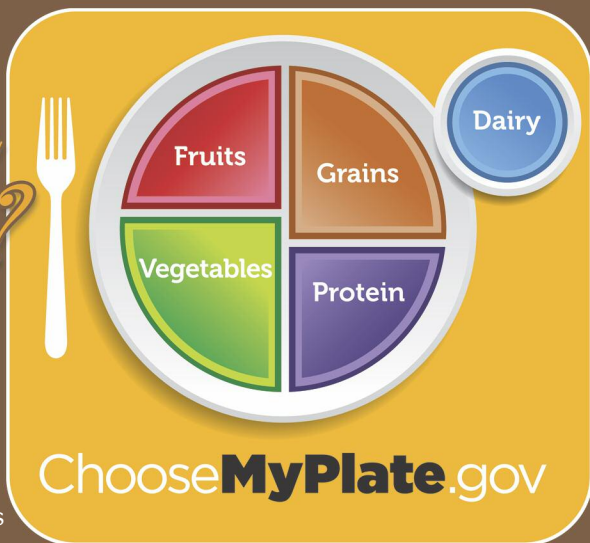 Fruits
Grains
Dairy
Vegetables
Protein
ChooseMyPlate.gov
s